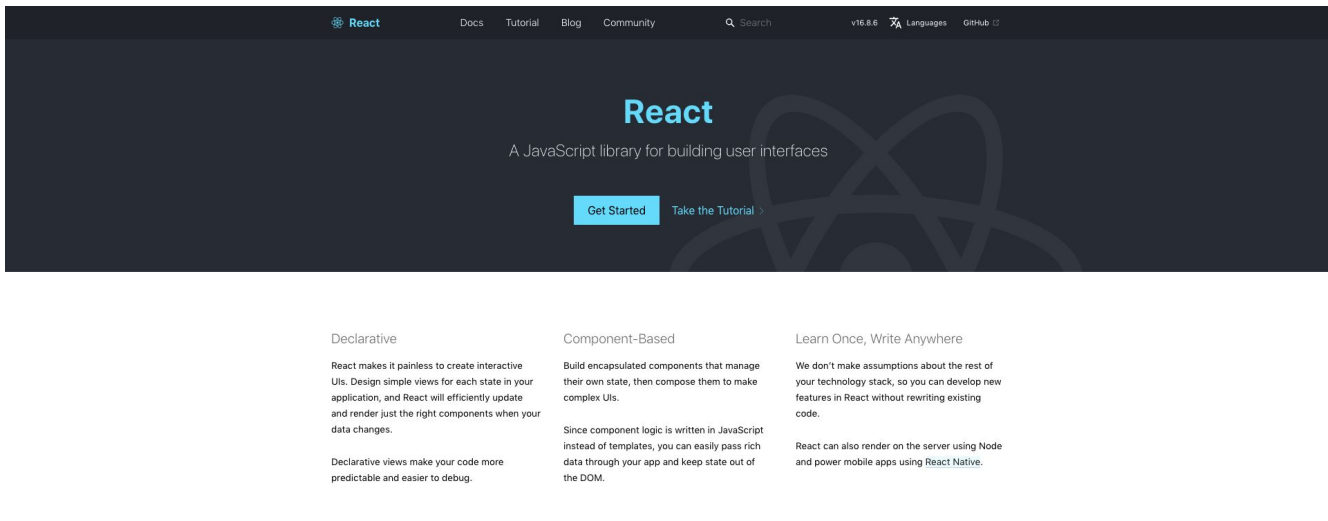 React Docs Tutorial Blog Community Search v16.8.6 Languages GitHub
React
A JavaScript library for building user interfaces
Get Started Take the Tutorial
Declarative
React makes it painless to create interactive
UIs. Design simple views for each state in your
application, and React will efficiently update
and render just the right components when your
data changes.
Declarative views make your code more
predictable and easier to debug.
Component-Based
Build encapsulated components that manage
their own state, then compose them to make
complex UIs.
Since component logic is written in JavaScript
instead of templates, you can easily pass rich
data through your app and keep state out of
the DOM.
Learn Once, Write Anywhere
We don't make assumptions about the rest of
your technology stack, so you can develop new
features in React without rewriting existing
code.
React can also render on the server using Node
and power mobile apps using React Native.